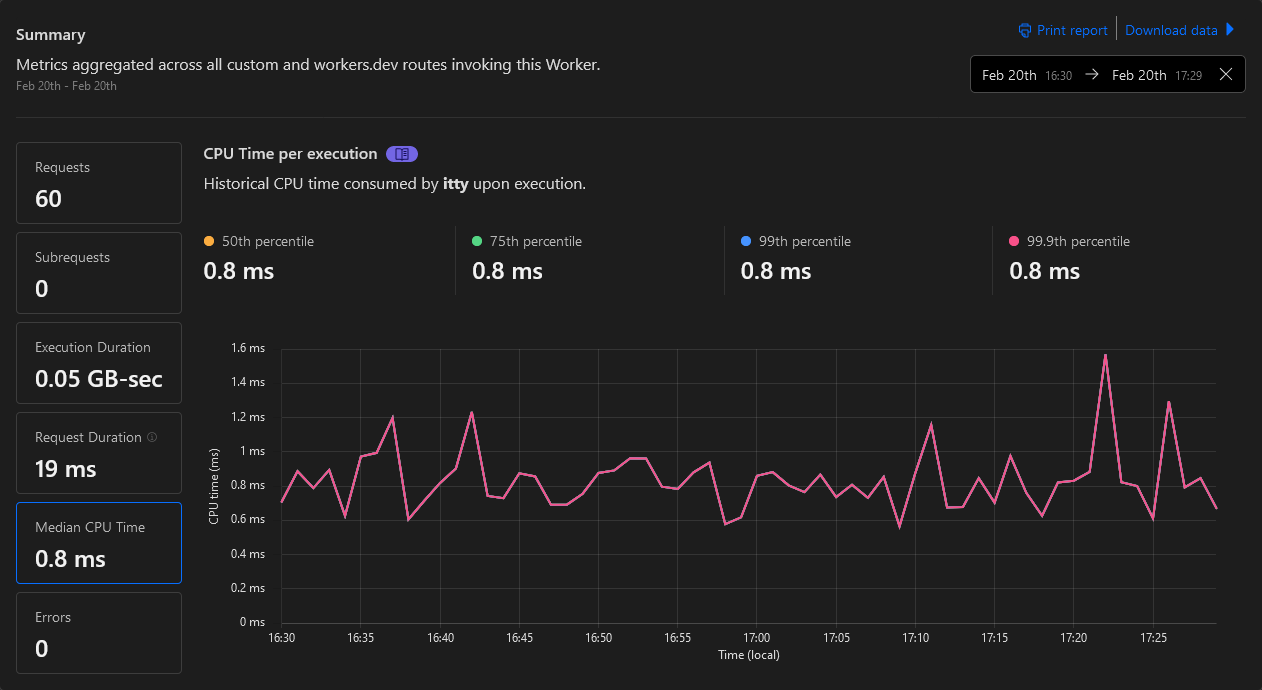 Summary
Print report
Download data
Metrics aggregated across all custom and workers.dev routes invoking this Worker.
Feb 20th - Feb 20th
Feb 20th 16:30 → Feb 20th 17:29
Requests
60
Subrequests
0
Execution Duration
0.05 GB-sec
Request Duration
19 ms
Median CPU Time
0.8 ms
Errors
0
CPU Time per execution
Historical CPU time consumed by itty upon execution.
50th percentile
0.8 ms
75th percentile
0.8 ms
99th percentile
0.8 ms
99.9th percentile
0.8 ms
CPU time (ms)
1.6 ms
1.4 ms
1.2 ms
1 ms
0.8 ms
0.6 ms
0.4 ms
0.2 ms
0 ms
16:30 16:35 16:40 16:45 16:50 16:55 17:00 17:05 17:10 17:15 17:20 17:25
Time (local)